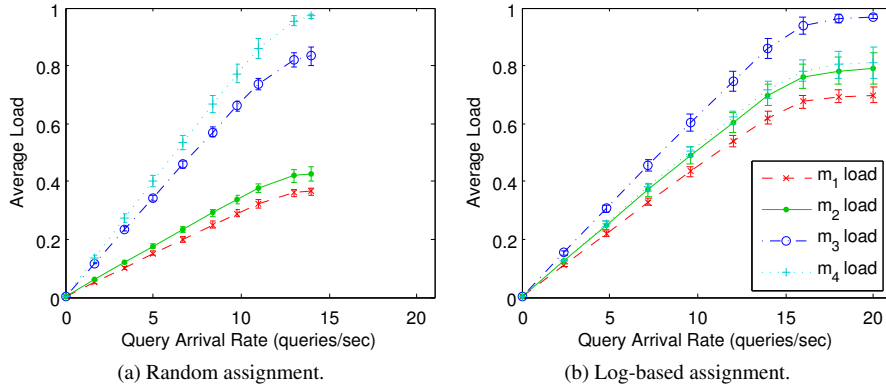 1
0.8
0.6
0.4
0.2
0
Average Load
0 5 10 15 20
Query Arrival Rate (queries/sec)
(a) Random assignment.
1
0.8
0.6
0.4
0.2
0
Average Load
m1 load
m2 load
m3 load
m4 load
0 5 10 15 20
Query Arrival Rate (queries/sec)
(b) Log-based assignment.